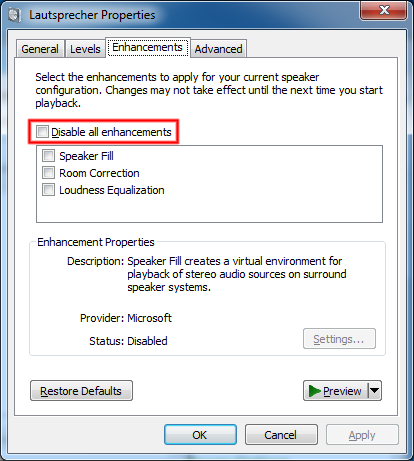 Lautsprecher Properties
General Levels Enhancements Advanced
Select the enhancements to apply for your current speaker
configuration. Changes may not take effect until the next time you start
playback.
Disable all enhancements
Speaker Fill
Room Correction
Loudness Equalization
Enhancement Properties
Description: Speaker Fill creates a virtual environment for
playback of stereo audio sources on surround
speaker systems.
Provider: Microsoft
Status: Disabled
Settings...
Restore Defaults
Preview
OK Cancel Apply